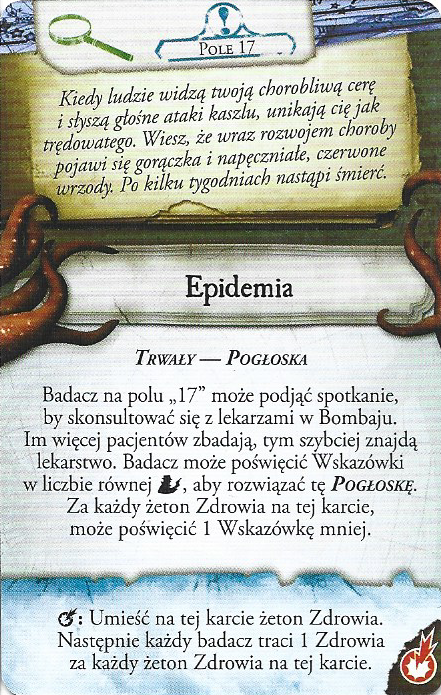 Pole 17
Kiedy ludzie widzą twoją chorobliwą cerę
i słyszą głośne ataki kaszlu, unikają cię jak
trędowatego. Wiesz, że wraz rozwojem choroby
pojawi się gorączka i napęczniałe, czerwone
wrzody. Po kilku tygodniach nastąpi śmierć.
Epidemia
Trwały — Pogłoska
Badacz na polu „17” może podjąć spotkanie,
by skonsultować się z lekarzami w Bombaju.
Im więcej pacjentów zbadają, tym szybciej znajdą
lekarstwo. Badacz może poświęcić Wskazówki
w liczbie równej , aby rozwiązać tę Pogłoskę.
Za każdy żeton Zdrowia na tej karcie,
może poświęcić 1 Wskazówkę mniej.
: Umieść na tej karcie żeton Zdrowia.
Następnie każdy badacz traci 1 Zdrowia
za każdy żeton Zdrowia na tej karcie.